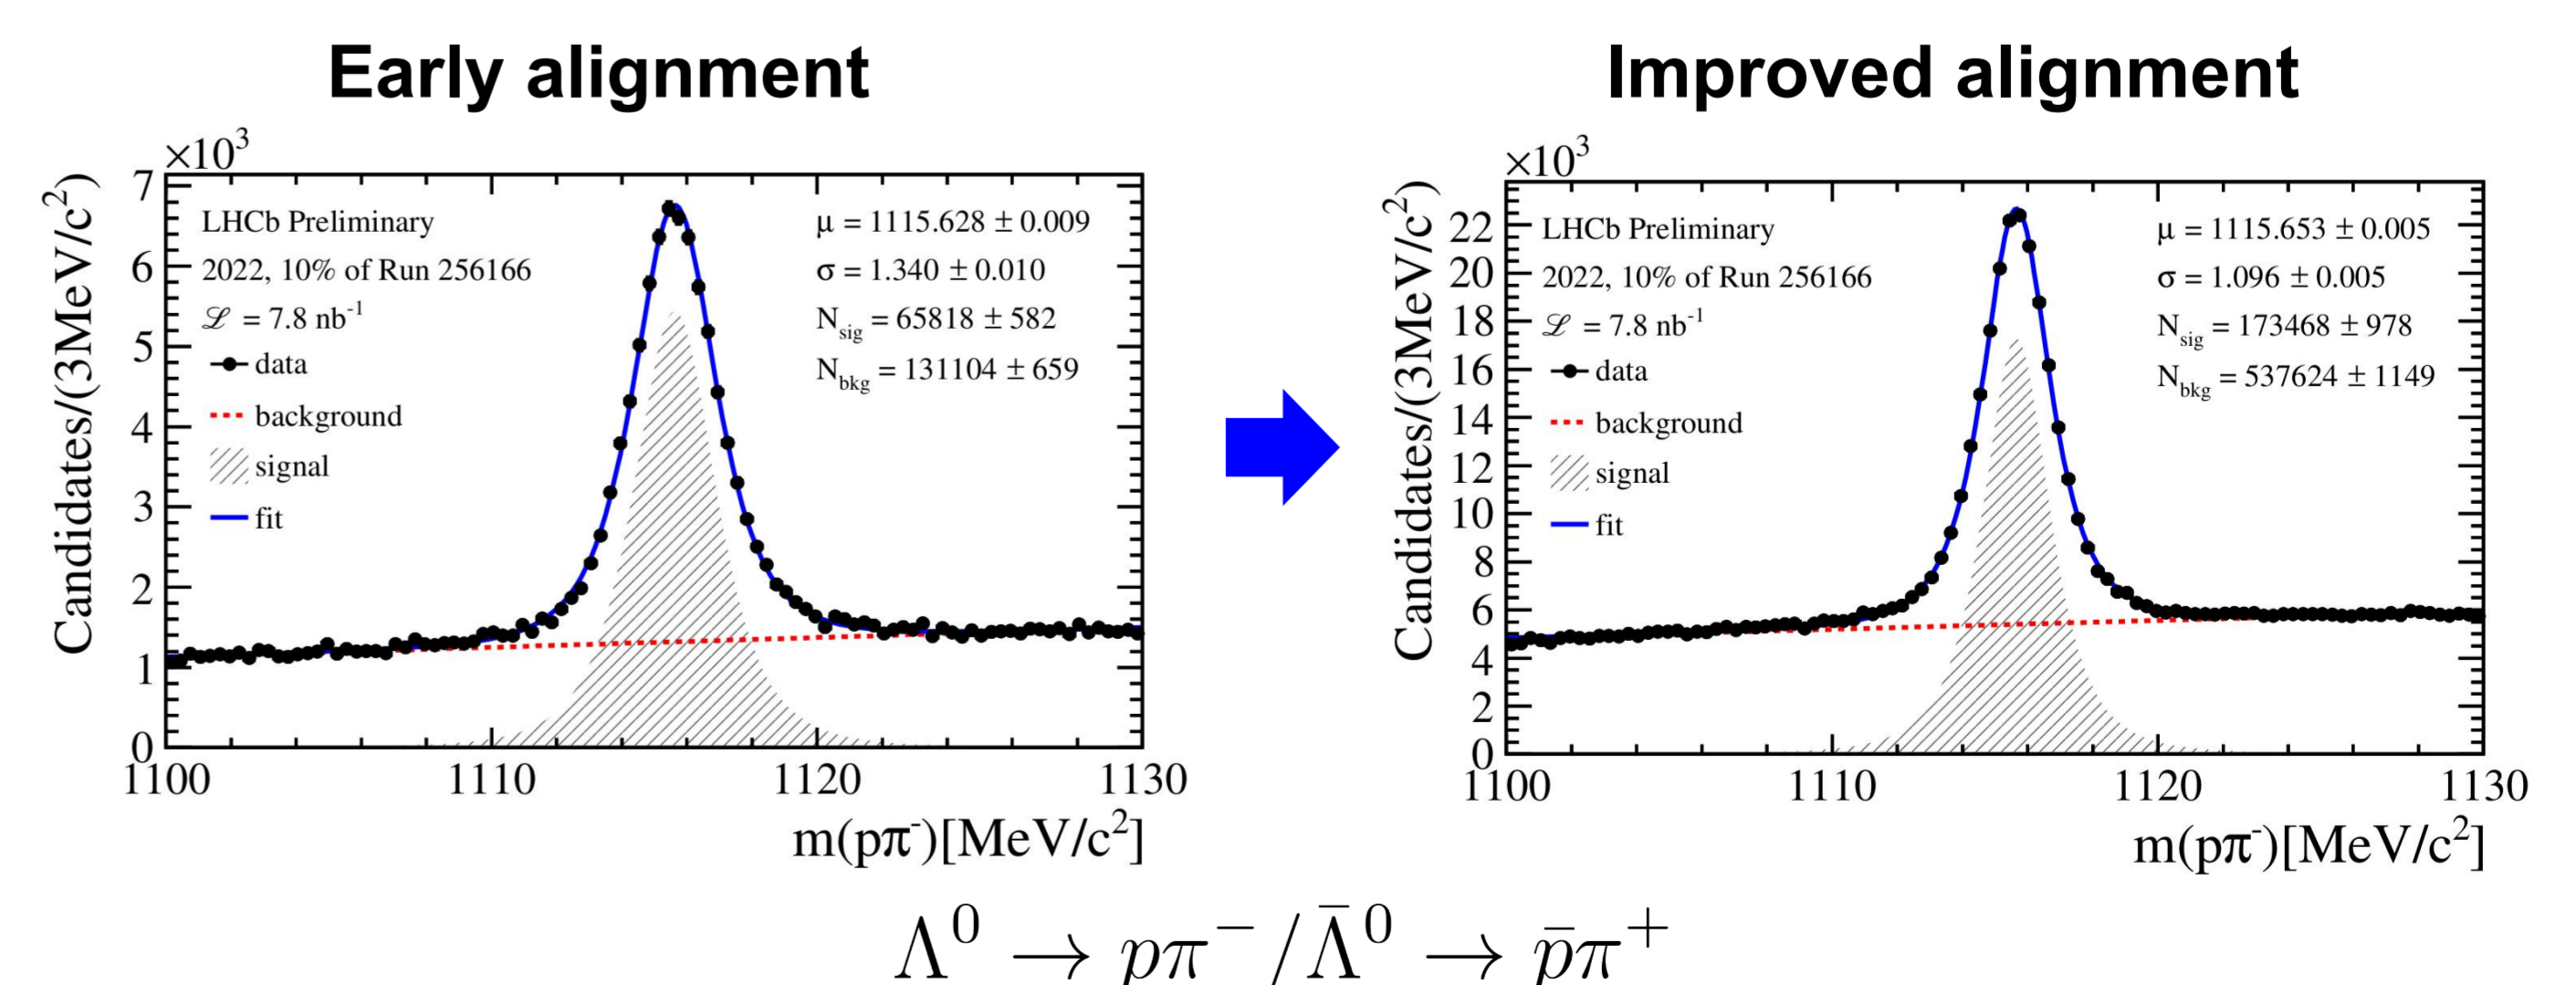 Early alignment
×10³
Candidates/(3MeV/c²)
7
6
5
4
3
2
1
0
LHCb Preliminary
2022, 10% of Run 256166
ℒ = 7.8 nb⁻¹
data
background
signal
fit
μ = 1115.628 ± 0.009
σ = 1.340 ± 0.010
N_sig = 65818 ± 582
N_bkg = 131104 ± 659
1100 1110 1120 1130
m(pπ⁻)[MeV/c²]
Improved alignment
×10³
Candidates/(3MeV/c²)
22
20
18
16
14
12
10
8
6
4
2
0
LHCb Preliminary
2022, 10% of Run 256166
ℒ = 7.8 nb⁻¹
data
background
signal
fit
μ = 1115.653 ± 0.005
σ = 1.096 ± 0.005
N_sig = 173468 ± 978
N_bkg = 537624 ± 1149
1100 1110 1120 1130
m(pπ⁻)[MeV/c²]
Λ⁰ → pπ⁻/Λ̄⁰ → p̄π⁺